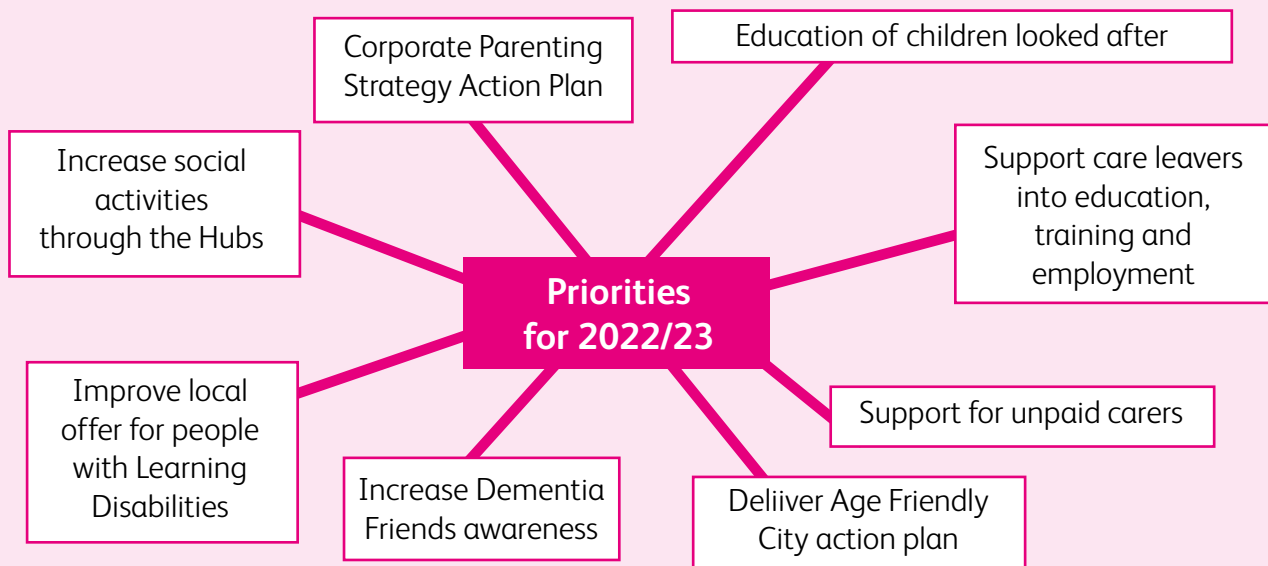 Corporate Parenting
Strategy Action Plan
Education of children looked after
Increase social
activities
through the Hubs
Support care leavers
into education,
training and
employment
Priorities
for 2022/23
Improve local
offer for people
with Learning
Disabilities
Support for unpaid carers
Increase Dementia
Friends awareness
Deliiver Age Friendly
City action plan